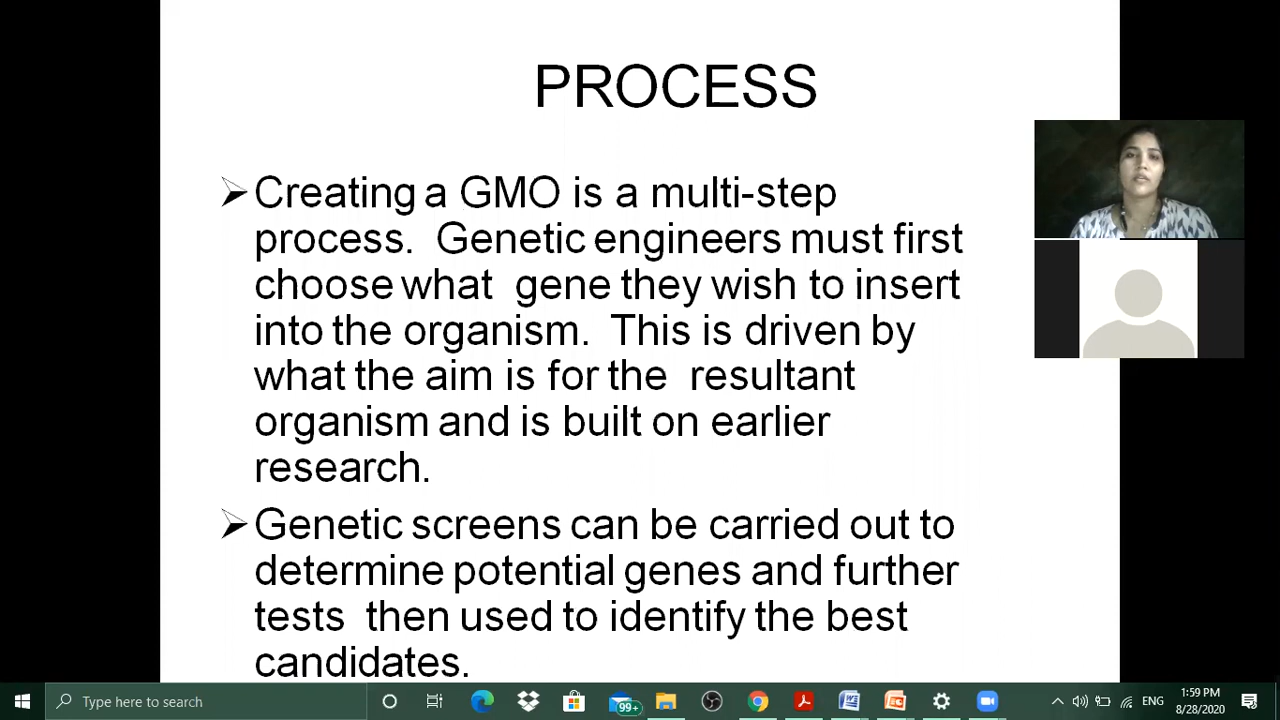 PROCESS
➢Creating a GMO is a multi-step
process.  Genetic engineers must first
choose what  gene they wish to insert
into the organism.  This is driven by
what the aim is for the  resultant
organism and is built on earlier
research.
➢Genetic screens can be carried out to
determine potential genes and further
tests  then used to identify the best
candidates.
Type here to search
99+
ENG
1:59 PM
8/28/2020